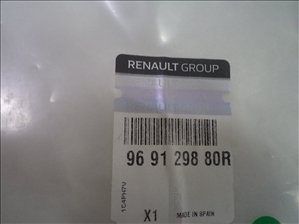 RENAULT GROUP
96 91 298 80R
X1
MADE IN SPAIN